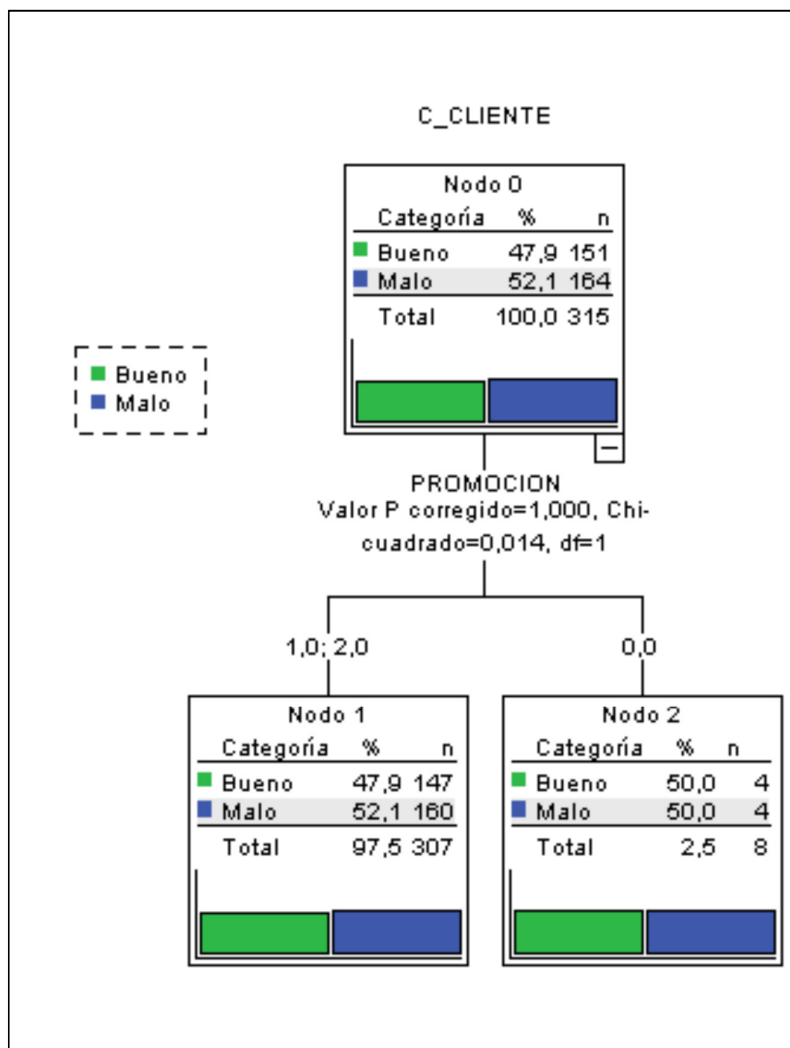 C_CLIENTE
Nodo 0
Categoría % n
Bueno 47,9 151
Malo 52,1 164
Total 100,0 315
Bueno
Malo
PROMOCION
Valor P corregido=1,000, Chi-
cuadrado=0,014, df=1
1,0; 2,0
0,0
Nodo 1
Categoría % n
Bueno 47,9 147
Malo 52,1 160
Total 97,5 307
Nodo 2
Categoría % n
Bueno 50,0 4
Malo 50,0 4
Total 2,5 8